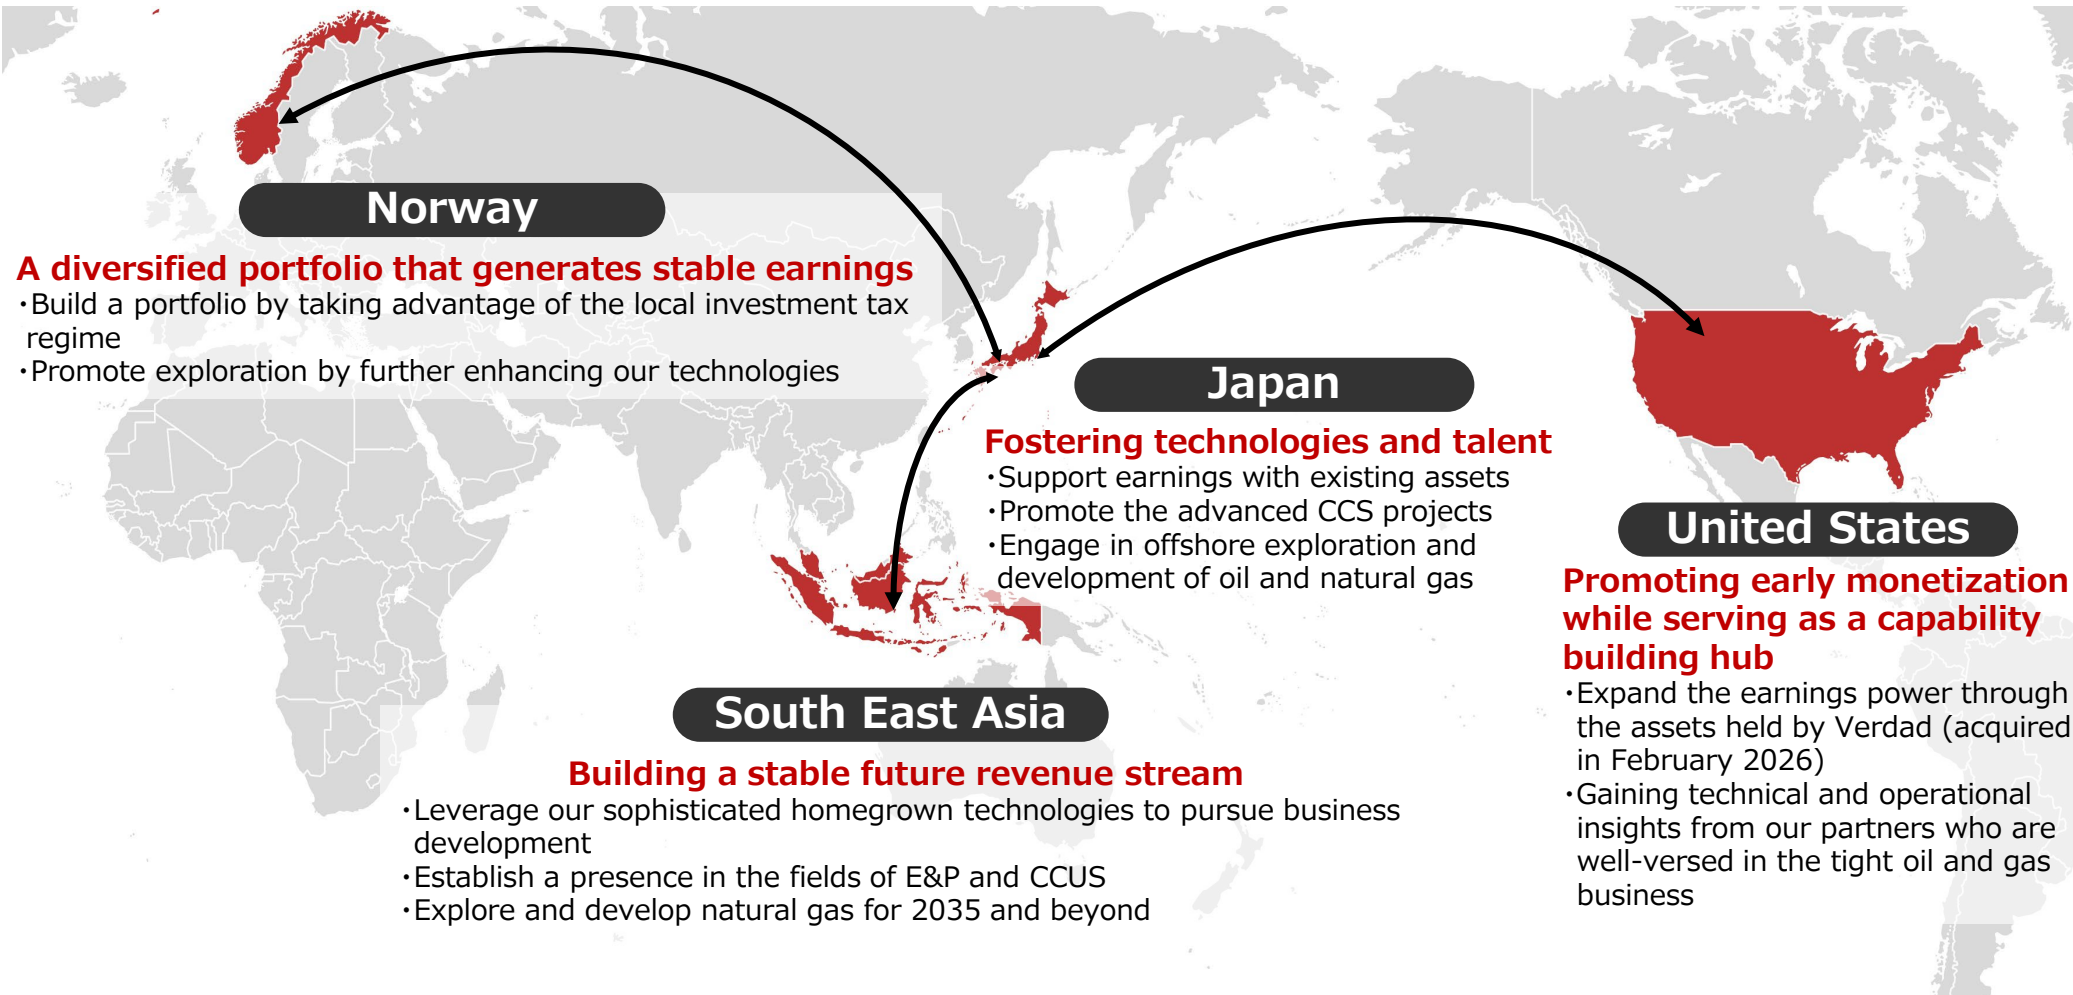 Norway
A diversified portfolio that generates stable earnings
・Build a portfolio by taking advantage of the local investment tax
regime
・Promote exploration by further enhancing our technologies
Japan
Fostering technologies and talent
・Support earnings with existing assets
・Promote the advanced CCS projects
・Engage in offshore exploration and
development of oil and natural gas
United States
Promoting early monetization
while serving as a capability
building hub
・Expand the earnings power through
the assets held by Verdad (acquired
in February 2026)
・Gaining technical and operational
insights from our partners who are
well-versed in the tight oil and gas
business
South East Asia
Building a stable future revenue stream
・Leverage our sophisticated homegrown technologies to pursue business
development
・Establish a presence in the fields of E&P and CCUS
・Explore and develop natural gas for 2035 and beyond